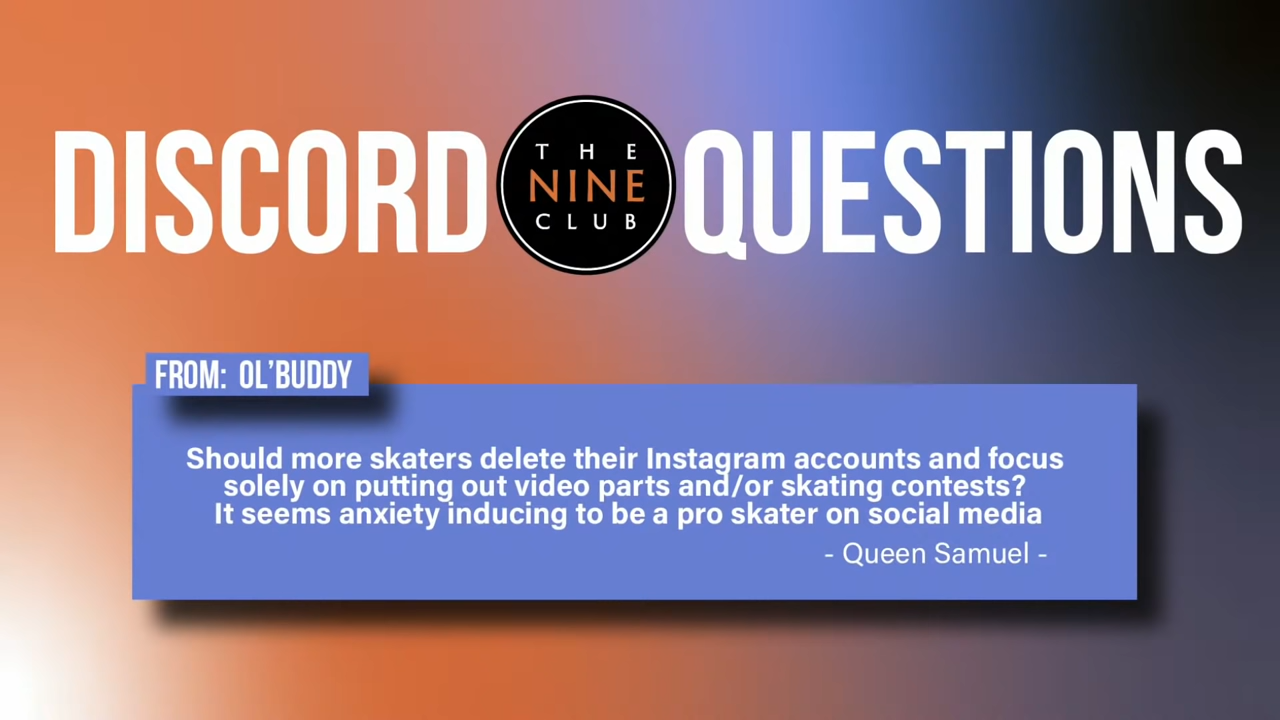 DISCORD THE NINE CLUB QUESTIONS
FROM: OL'BUDDY
Should more skaters delete their Instagram accounts and focus
solely on putting out video parts and/or skating contests?
It seems anxiety inducing to be a pro skater on social media
- Queen Samuel -